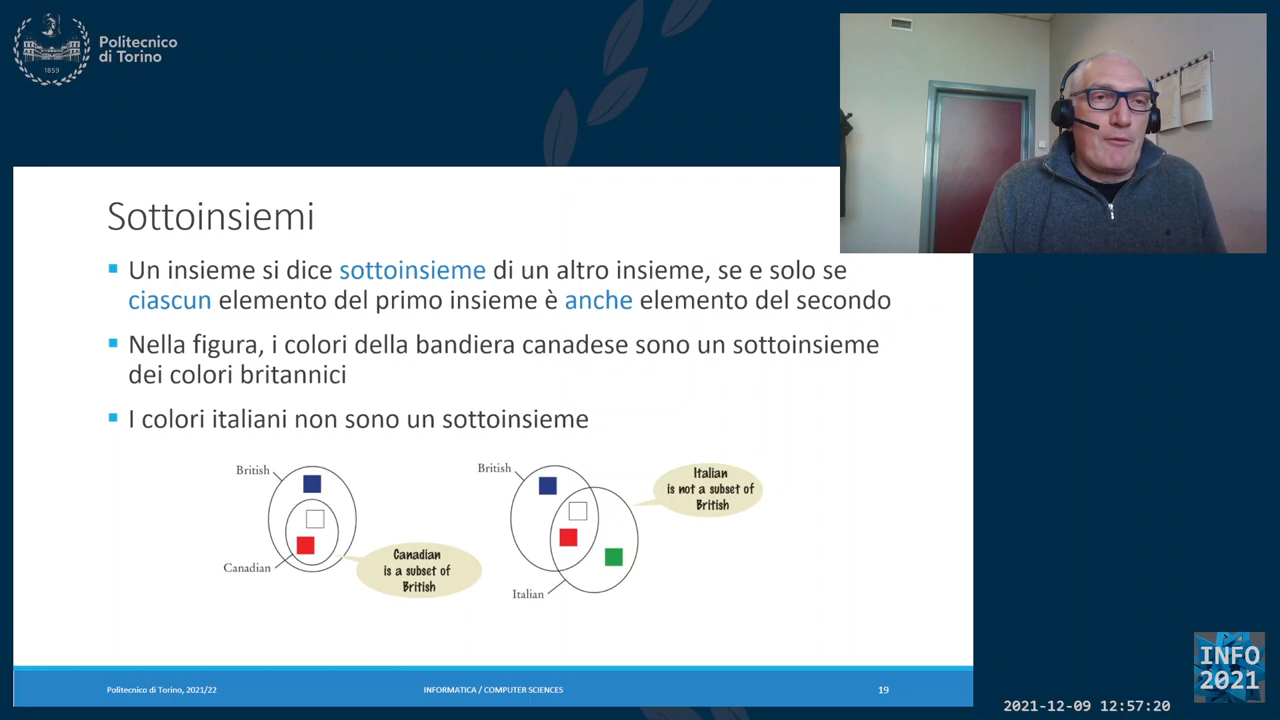 Politecnico
di Torino
1859
Sottoinsiemi
Un insieme si dice sottoinsieme di un altro insieme, se e solo se
ciascun elemento del primo insieme è anche elemento del secondo
Nella figura, i colori della bandiera canadese sono un sottoinsieme
dei colori britannici
I colori italiani non sono un sottoinsieme
British
Canadian
Canadian
is a subset of
British
British
Italian
Italian
is not a subset of
British
Politecnico di Torino, 2021/22
INFORMATICA / COMPUTER SCIENCES
19
INFO
2021
2021-12-09 12:57:20